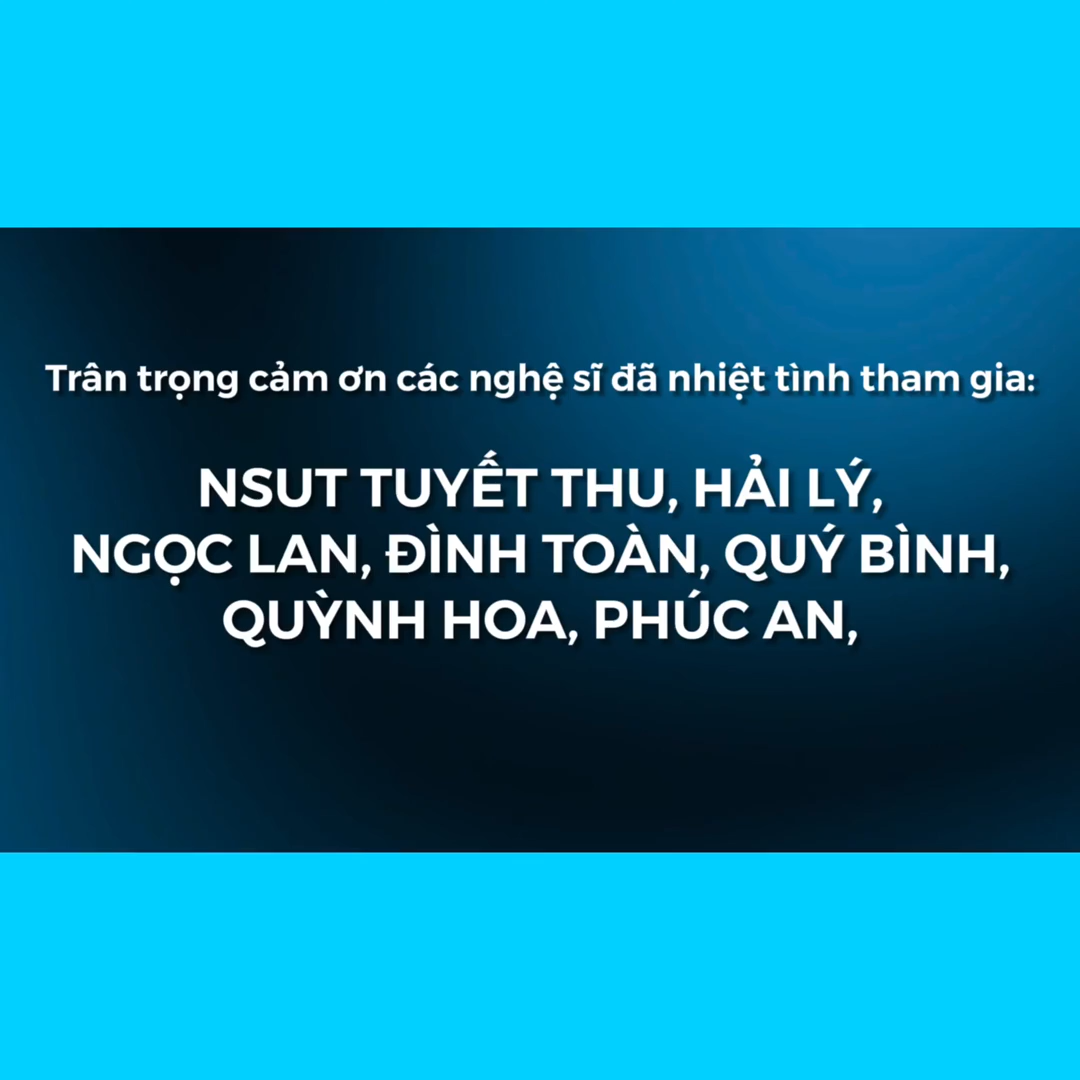 Trân trọng cảm ơn các nghệ sĩ đã nhiệt tình tham gia:
NSUT TUYẾT THU, HẢI LÝ,
NGỌC LAN, ĐÌNH TOÀN, QUÝ BÌNH,
QUỲNH HOA, PHÚC AN,